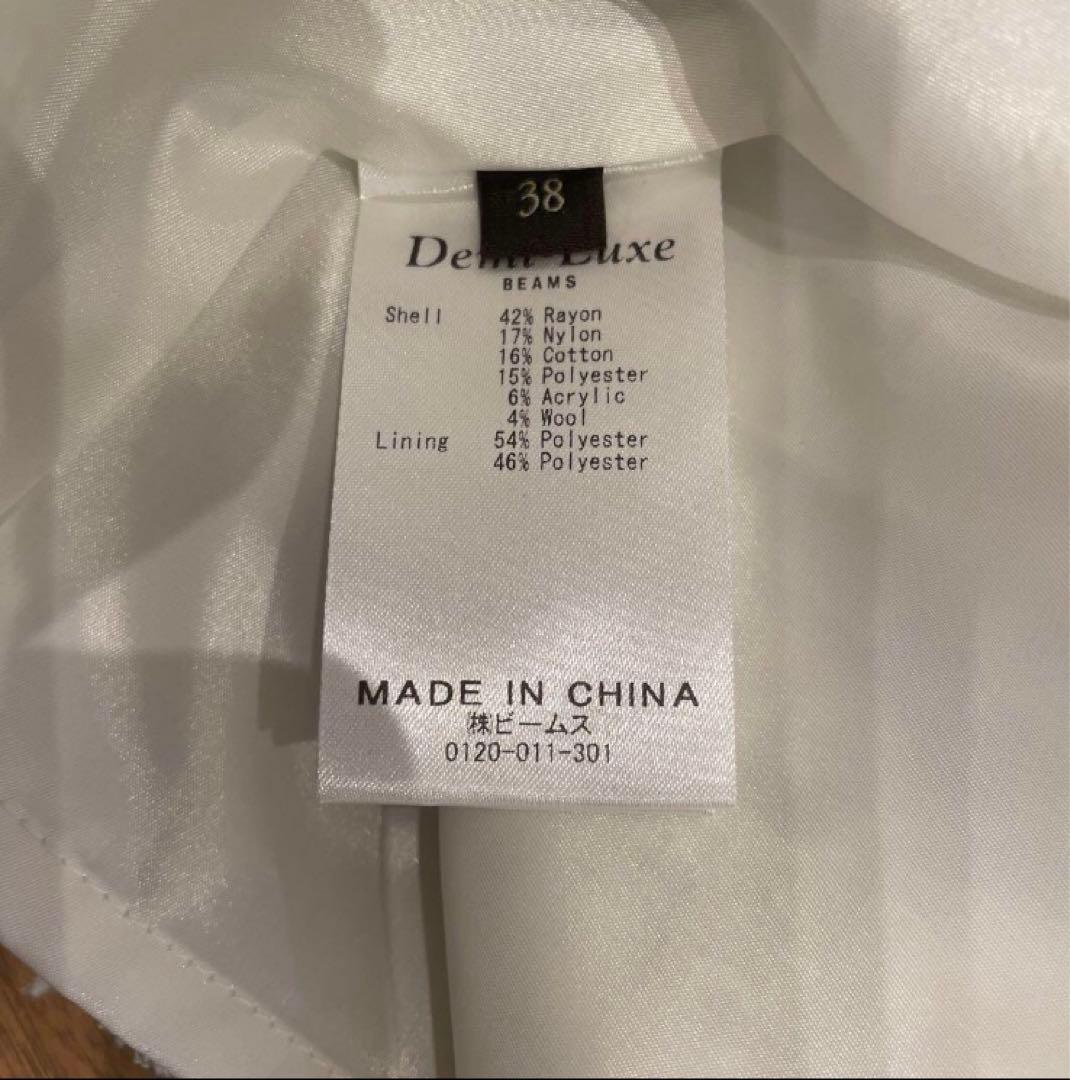 38
Demi-Luxe
BEAMS
Shell 42% Rayon
17% Nylon
16% Cotton
15% Polyester
6% Acrylic
4% Wool
Lining 54% Polyester
46% Polyester
MADE IN CHINA
㈱ビームス
0120-011-301